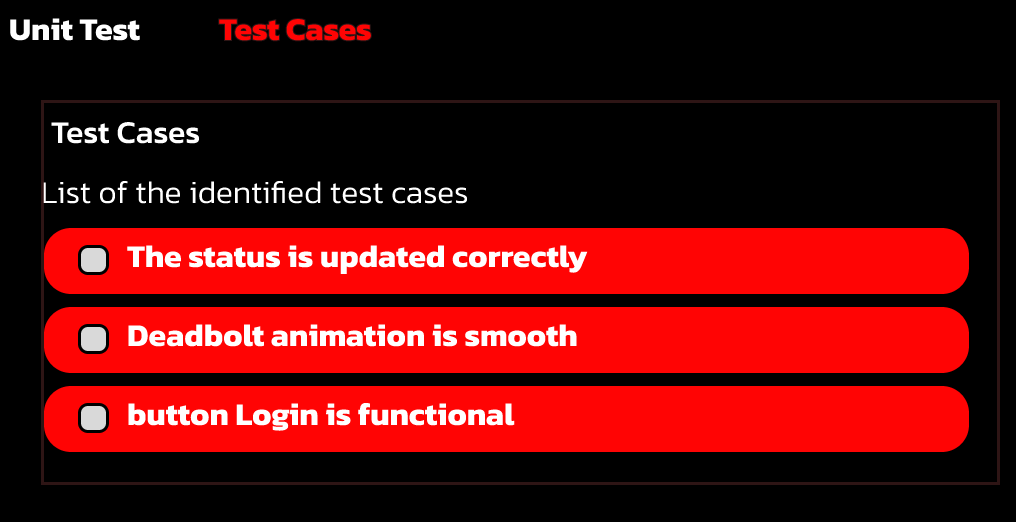 Unit Test Test Cases
Test Cases
List of the identified test cases
The status is updated correctly
Deadbolt animation is smooth
button Login is functional